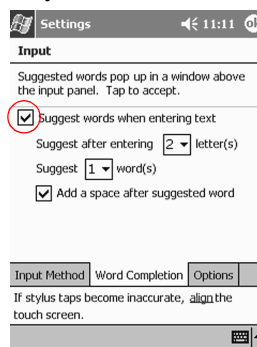 Settings 11:11 ok
Input
Suggested words pop up in a window above
the input panel. Tap to accept.
Suggest words when entering text
Suggest after entering 2 letter(s)
Suggest 1 word(s)
Add a space after suggested word
Input Method Word Completion Options
If stylus taps become inaccurate, align the
touch screen.